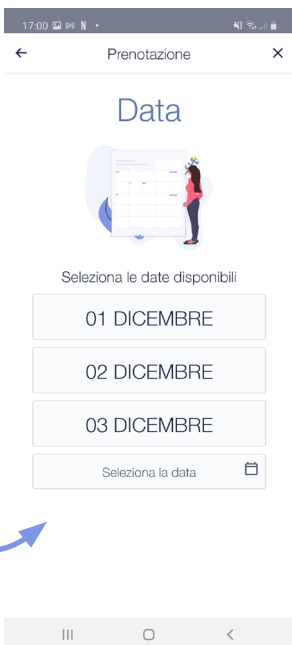 17:00
Prenotazione
Data
Seleziona le date disponibili
01 DICEMBRE
02 DICEMBRE
03 DICEMBRE
Seleziona la data